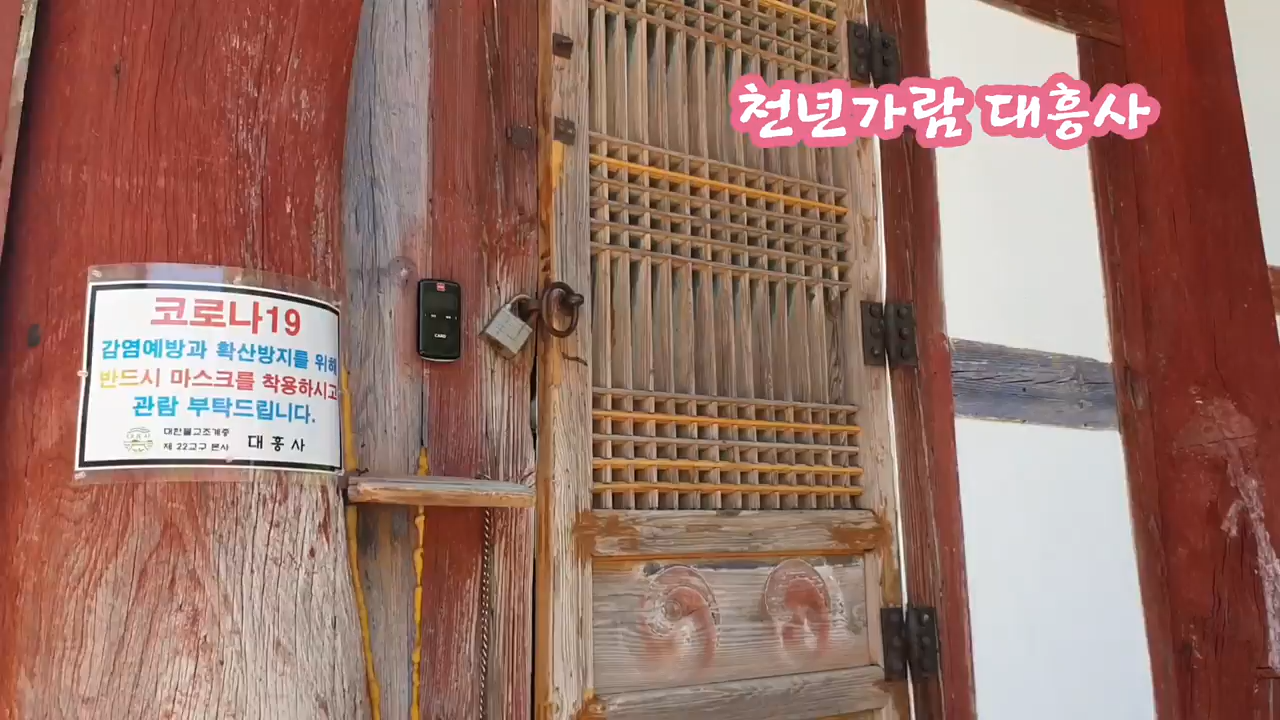 천년가람 대흥사
코로나19
감염예방과 확산방지를 위해
반드시 마스크를 착용하시고
관람 부탁드립니다.
대한불교조계종
제 22교구 본사 대흥사